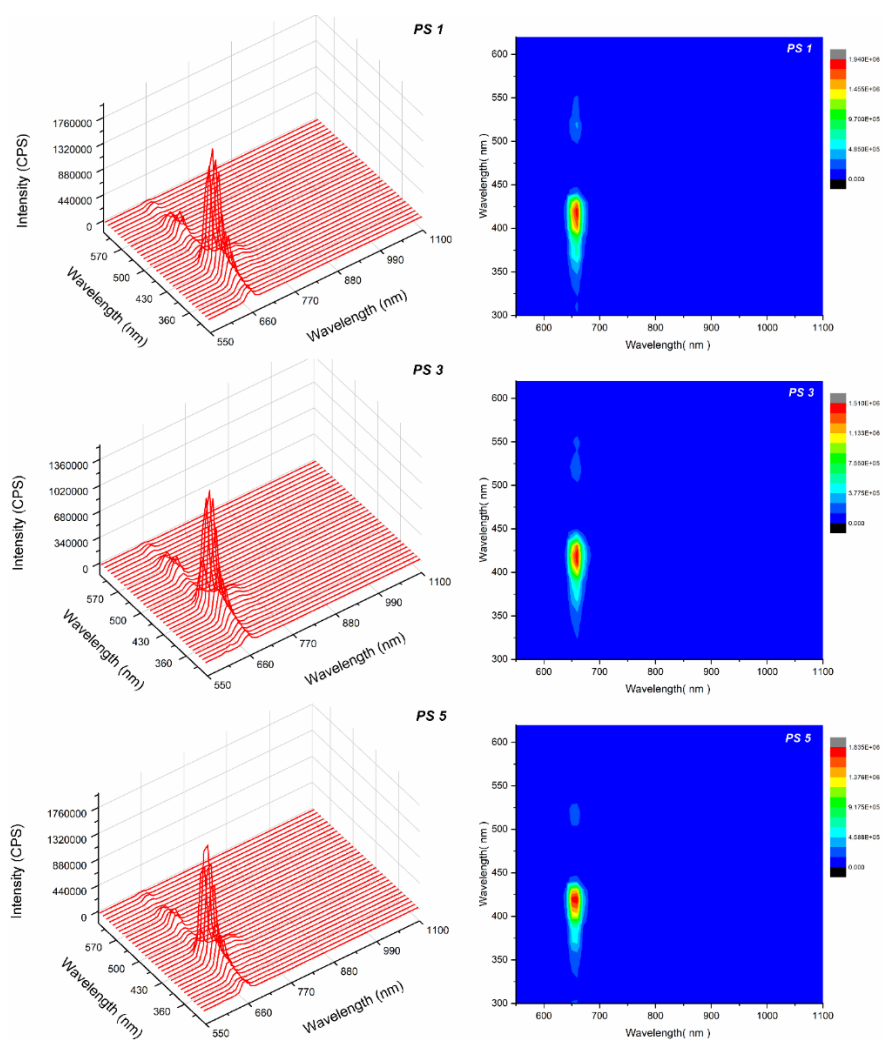 PS 1
Intensity (CPS)
1760000
1320000
880000
440000
0
570
500
430
360
Wavelength (nm)
550
660
770
880
990
1100
Wavelength (nm)
PS 1
Wavelength( nm )
600
550
500
450
400
350
300
600
700
800
900
1000
1100
Wavelength( nm )
1.940E+06
1.455E+06
9.700E+05
4.850E+05
0.000
PS 3
Intensity (CPS)
1360000
1020000
680000
340000
0
570
500
430
360
Wavelength (nm)
550
660
770
880
990
1100
Wavelength (nm)
PS 3
Wavelength( nm )
600
550
500
450
400
350
300
600
700
800
900
1000
1100
Wavelength( nm )
1.510E+06
1.133E+06
7.550E+05
3.775E+05
0.000
PS 5
Intensity (CPS)
1760000
1320000
880000
440000
0
570
500
430
360
Wavelength (nm)
550
660
770
880
990
1100
Wavelength (nm)
PS 5
Wavelength( nm )
600
550
500
450
400
350
300
600
700
800
900
1000
1100
Wavelength( nm )
1.835E+06
1.376E+06
9.175E+05
4.588E+05
0.000